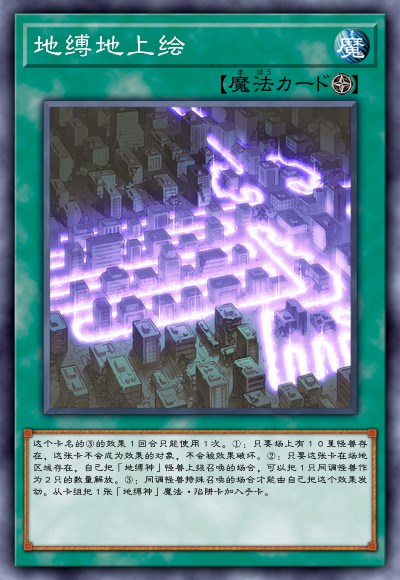 地缚地上绘
魔
【魔法カード】
まほう
这个卡名的③的效果1回合只能使用1次。①：只要场上有10星怪兽存
在，这张卡不会成为效果的对象，不会被效果破坏。②：只要这张卡在场地
区域存在，自己把「地缚神」怪兽上级召唤的场合，可以把1只同调怪兽作
为2只的数量解放。③：同调怪兽特殊召唤的场合才能由自己把这个效果发
动。从卡组把1张「地缚神」魔法·陷阱卡加入手卡。